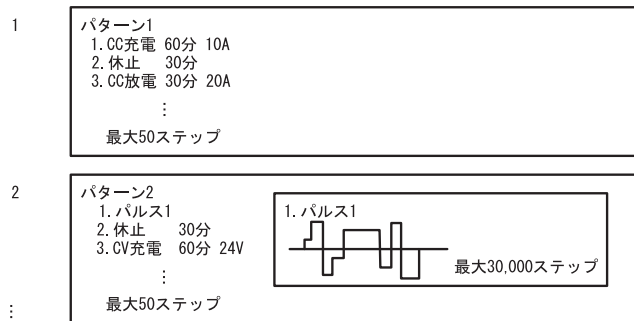 1
パターン1
1.CC充電 60分 10A
2.休止 30分
3.CC放電 30分 20A
⋮
最大50ステップ
2
パターン2
1.パルス1
2.休止 30分
3.CV充電 60分 24V
⋮
最大50ステップ
1.パルス1
最大30,000ステップ
⋮